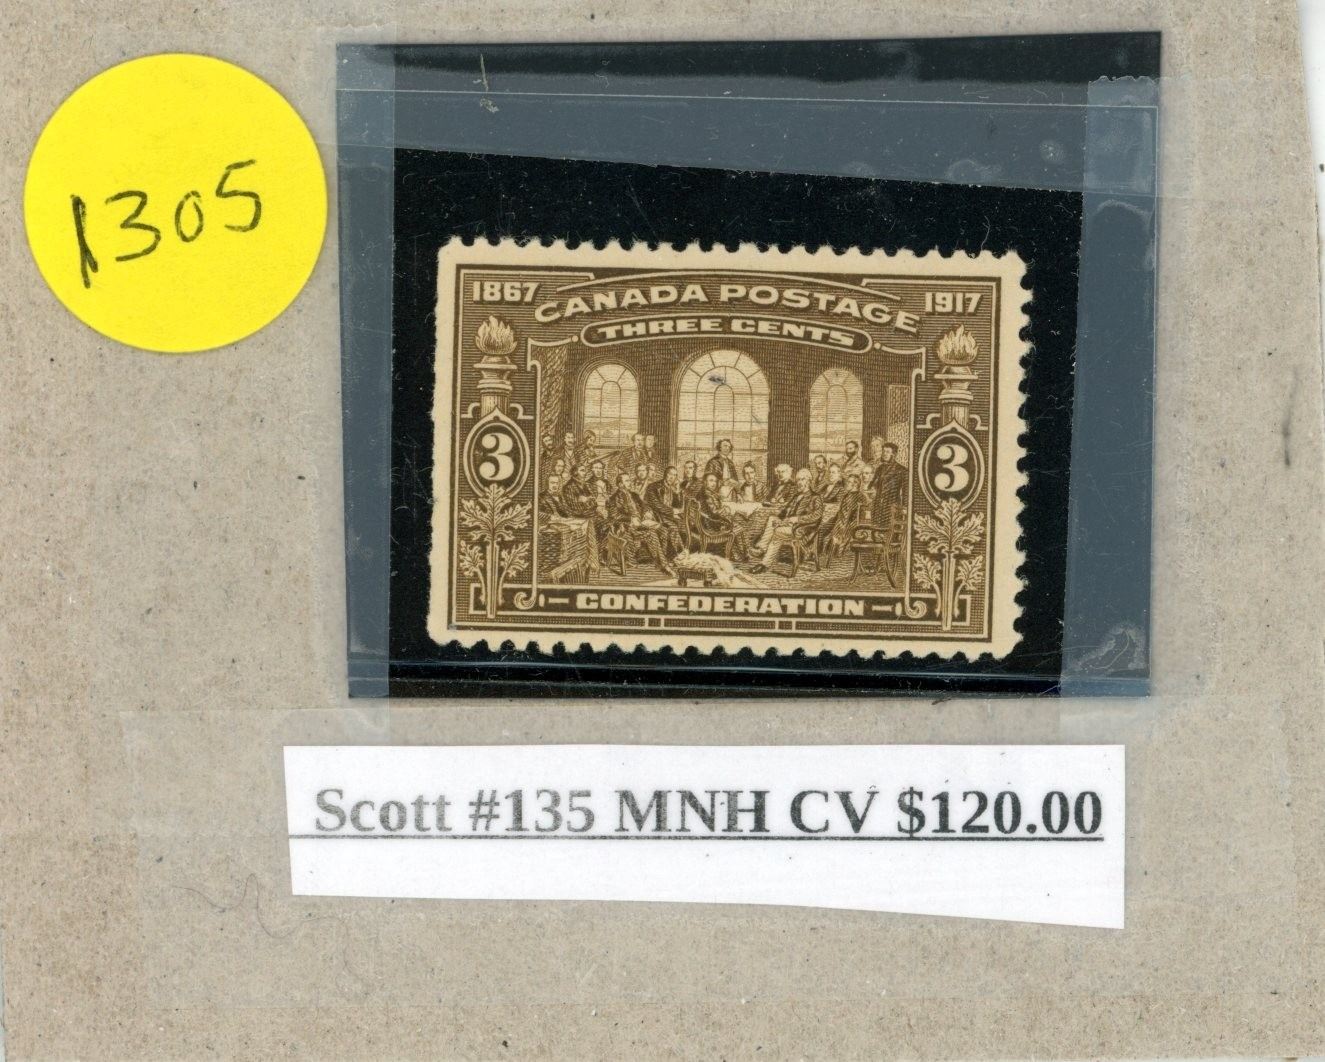 1305
1867 CANADA POSTAGE 1917
THREE CENTS
3 3
CONFEDERATION
Scott #135 MNH CV $120.00